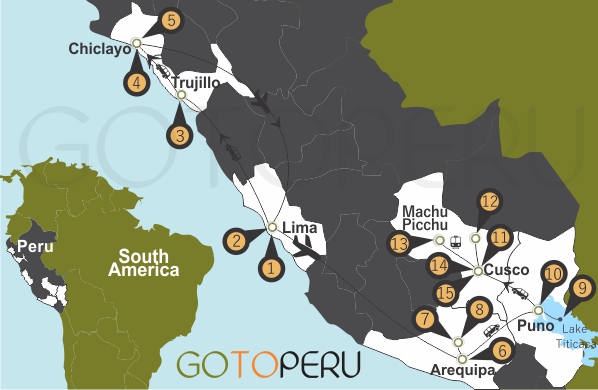 5
Chiclayo
4
Trujillo
3
GOTOPERU
12
Machu
Picchu
2
Lima
13
11
1
14
Cusco
Peru
South
America
15
10
9
8
7
Puno
Lake
Titicaca
6
Arequipa
GOTOPERU